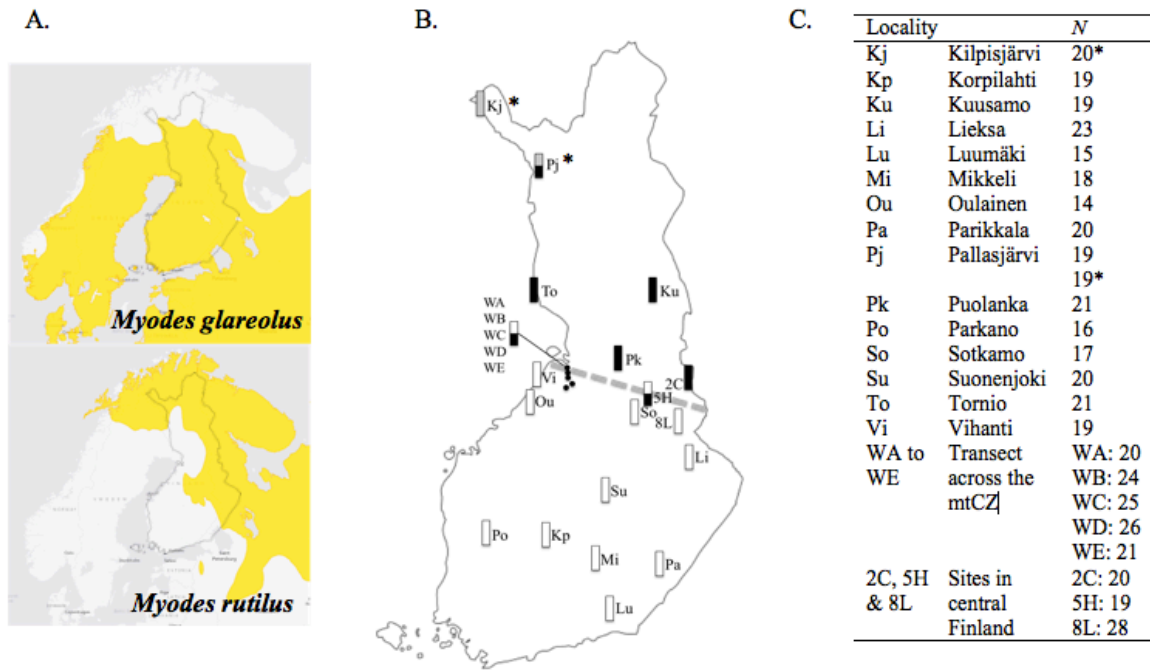 A.
B.
C.
Myodes glareolus
Myodes rutilus
Kj *
Pj *
To
Ku
WA
WB
WC
WD
WE
Pk
Vi
2C
5H
Ou
So
8L
Li
Su
Po
Kp
Mi
Pa
Lu
Locality N
Kj Kilpisjärvi 20*
Kp Korpilahti 19
Ku Kuusamo 19
Li Lieksa 23
Lu Luumäki 15
Mi Mikkeli 18
Ou Oulainen 14
Pa Parikkala 20
Pj Pallasjärvi 19
19*
Pk Puolanka 21
Po Parkano 16
So Sotkamo 17
Su Suonenjoki 20
To Tornio 21
Vi Vihanti 19
WA to Transect WA: 20
WE across the WB: 24
mtCZ WC: 25
WD: 26
WE: 21
2C, 5H Sites in 2C: 20
& 8L central 5H: 19
Finland 8L: 28